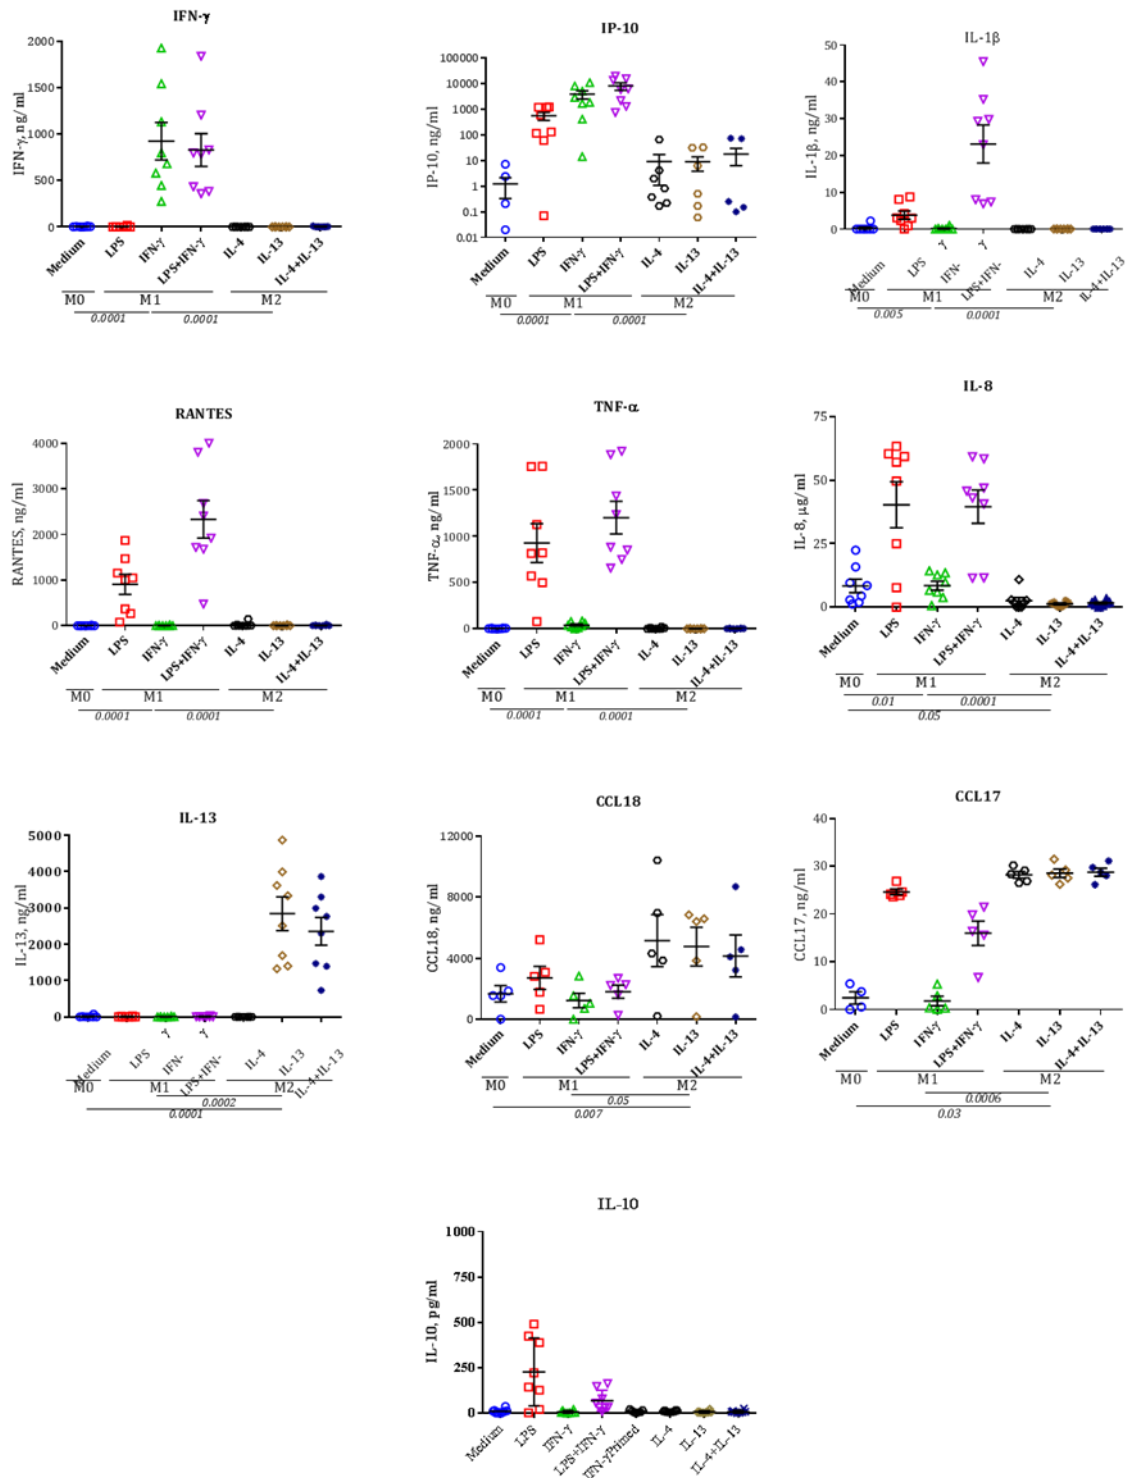 IFN-γ
2000
1500
1000
500
0
IFN-γ, ng/ml
Medium
LPS
IFN-γ
LPS+IFN-γ
IL-4
IL-13
IL-4+IL-13
M0 M1 M2
0.0001 0.0001
IP-10
100000
10000
1000
100
10
1
0.1
0.01
IP-10, ng/ml
Medium
LPS
IFN-γ
LPS+IFN-γ
IL-4
IL-13
IL-4+IL-13
M0 M1 M2
0.0001 0.0001
IL-1β
50
40
30
20
10
0
IL-1β, ng/ml
Medium
LPS
IFN-
γ
LPS+IFN-
γ
IL-4
IL-13
IL-4+IL-13
M0 M1 M2
0.005 0.0001
RANTES
4000
3000
2000
1000
0
RANTES, ng/ml
Medium
LPS
IFN-γ
LPS+IFN-γ
IL-4
IL-13
IL-4+IL-13
M0 M1 M2
0.0001 0.0001
TNF-α
2000
1500
1000
500
0
TNF-α, ng/ml
Medium
LPS
IFN-γ
LPS+IFN-γ
IL-4
IL-13
IL-4+IL-13
M0 M1 M2
0.0001 0.0001
IL-8
75
50
25
0
IL-8, μg/ml
Medium
LPS
IFN-γ
LPS+IFN-γ
IL-4
IL-13
IL-4+IL-13
M0 M1 M2
0.01 0.0001
0.05
IL-13
5000
4000
3000
2000
1000
0
IL-13, ng/ml
Medium
LPS
IFN-
γ
LPS+IFN-
γ
IL-4
IL-13
IL-4+IL-13
M0 M1 M2
0.0002
0.0001
CCL18
12000
8000
4000
0
CCL18, ng/ml
Medium
LPS
IFN-γ
LPS+IFN-γ
IL-4
IL-13
IL-4+IL-13
M0 M1 M2
0.05
0.007
CCL17
40
30
20
10
0
CCL17, ng/ml
Medium
LPS
IFN-γ
LPS+IFN-γ
IL-4
IL-13
IL-4+IL-13
M0 M1 M2
0.0006
0.03
IL-10
1000
750
500
250
0
IL-10, pg/ml
Medium
LPS
IFN-γ
LPS+IFN-γ
IFN-γPrimed
IL-4
IL-13
IL-4+IL-13